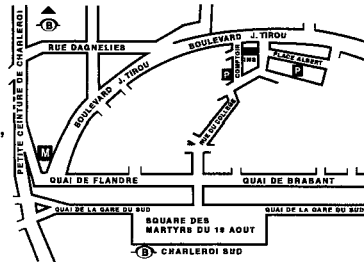 B
PETITE CEINTURE DE CHARLEROI
RUE DAGNELIES
BOULEVARD J. TIROU
BOULEVARD J. TIROU
COMPTOIR
PLACE ALBERT
P
P
RUE DU COLLEGE
M
QUAI DE FLANDRE
QUAI DE BRABANT
QUAI DE LA GARE DU SUD
QUAI DE LA GARE DU SUD
SQUARE DES
MARTYRS DU 18 AOUT
B CHARLEROI SUD